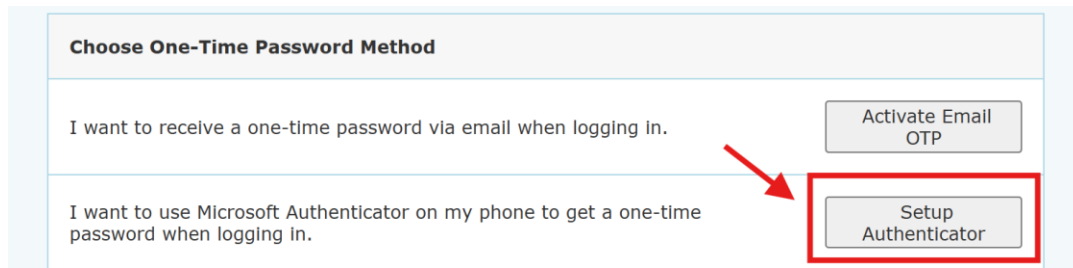 Choose One-Time Password Method
I want to receive a one-time password via email when logging in.
Activate Email
OTP
I want to use Microsoft Authenticator on my phone to get a one-time
password when logging in.
Setup
Authenticator